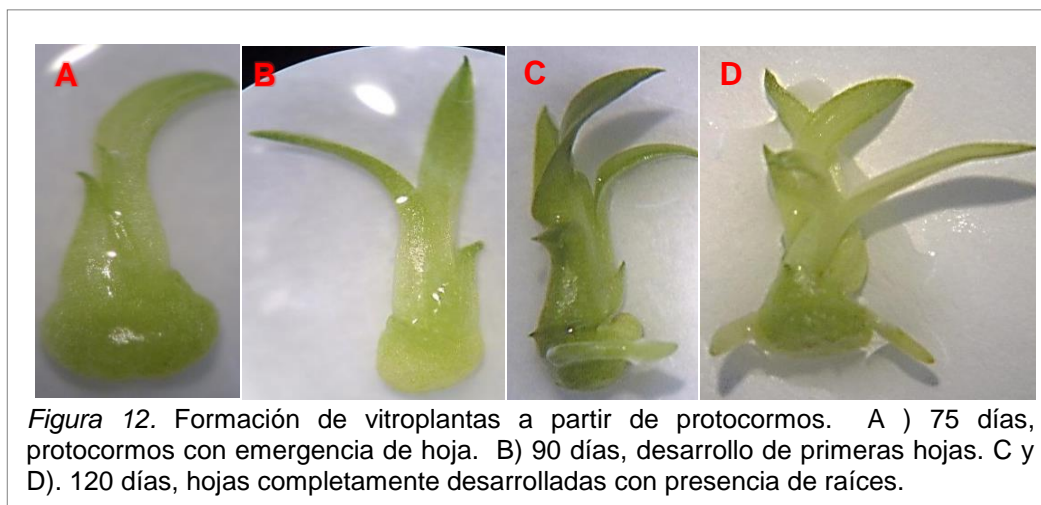 A B C D
Figura 12. Formación de vitroplantas a partir de protocormos. A ) 75 días,
protocormos con emergencia de hoja. B) 90 días, desarrollo de primeras hojas. C y
D). 120 días, hojas completamente desarrolladas con presencia de raíces.